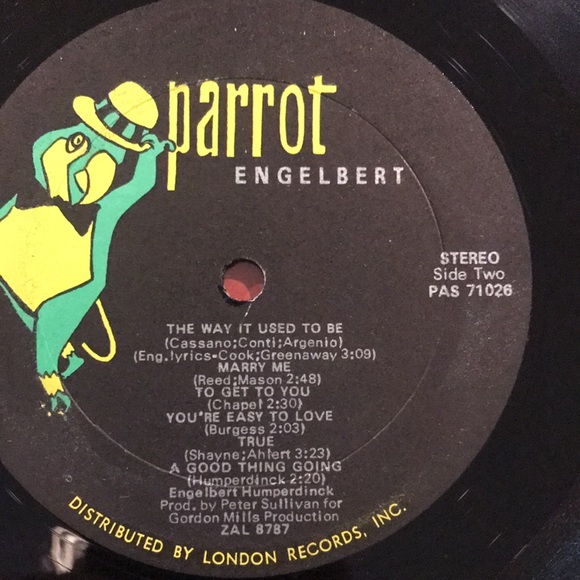 parrot
ENGELBERT
STEREO
Side Two
PAS 71026
THE WAY IT USED TO BE
(Cassano;Conti;Argenio)
(Eng.lyrics-Cook;Greenaway 3:09)
MARRY ME
(Reed;Mason 2:48)
TO GET TO YOU
(Chapel 2:30)
YOU'RE EASY TO LOVE
(Burgess 2:03)
TRUE
(Shayne;Ahlert 3:23)
A GOOD THING GOING
(Humperdinck 2:20)
Engelbert Humperdinck
Prod. by Peter Sullivan for
Gordon Mills Production
ZAL 8787
DISTRIBUTED BY LONDON RECORDS, INC.